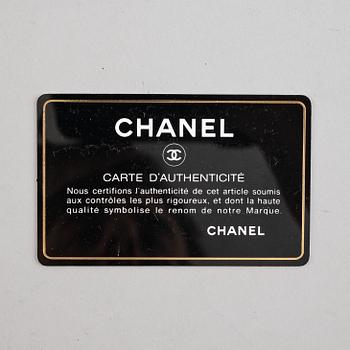 CHANEL
CARTE D'AUTHENTICITÉ
Nous certifions l'authenticité de cet article soumis
aux contrôles les plus rigoureux, et dont la haute
qualité symbolise le renom de notre Marque.
CHANEL